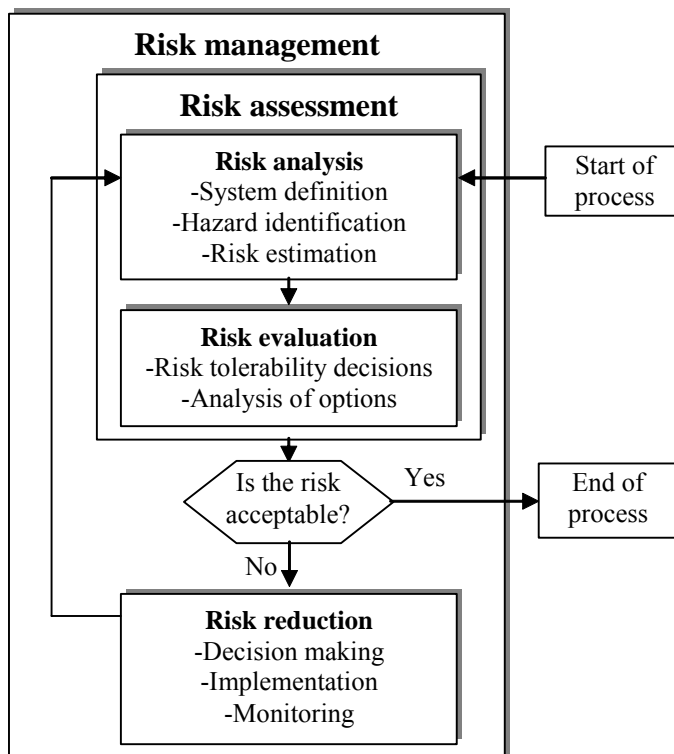 Risk management
Risk assessment
Risk analysis
-System definition
-Hazard identification
-Risk estimation
Start of
process
Risk evaluation
-Risk tolerability decisions
-Analysis of options
Is the risk
acceptable?
Yes
End of
process
No
Risk reduction
-Decision making
-Implementation
-Monitoring